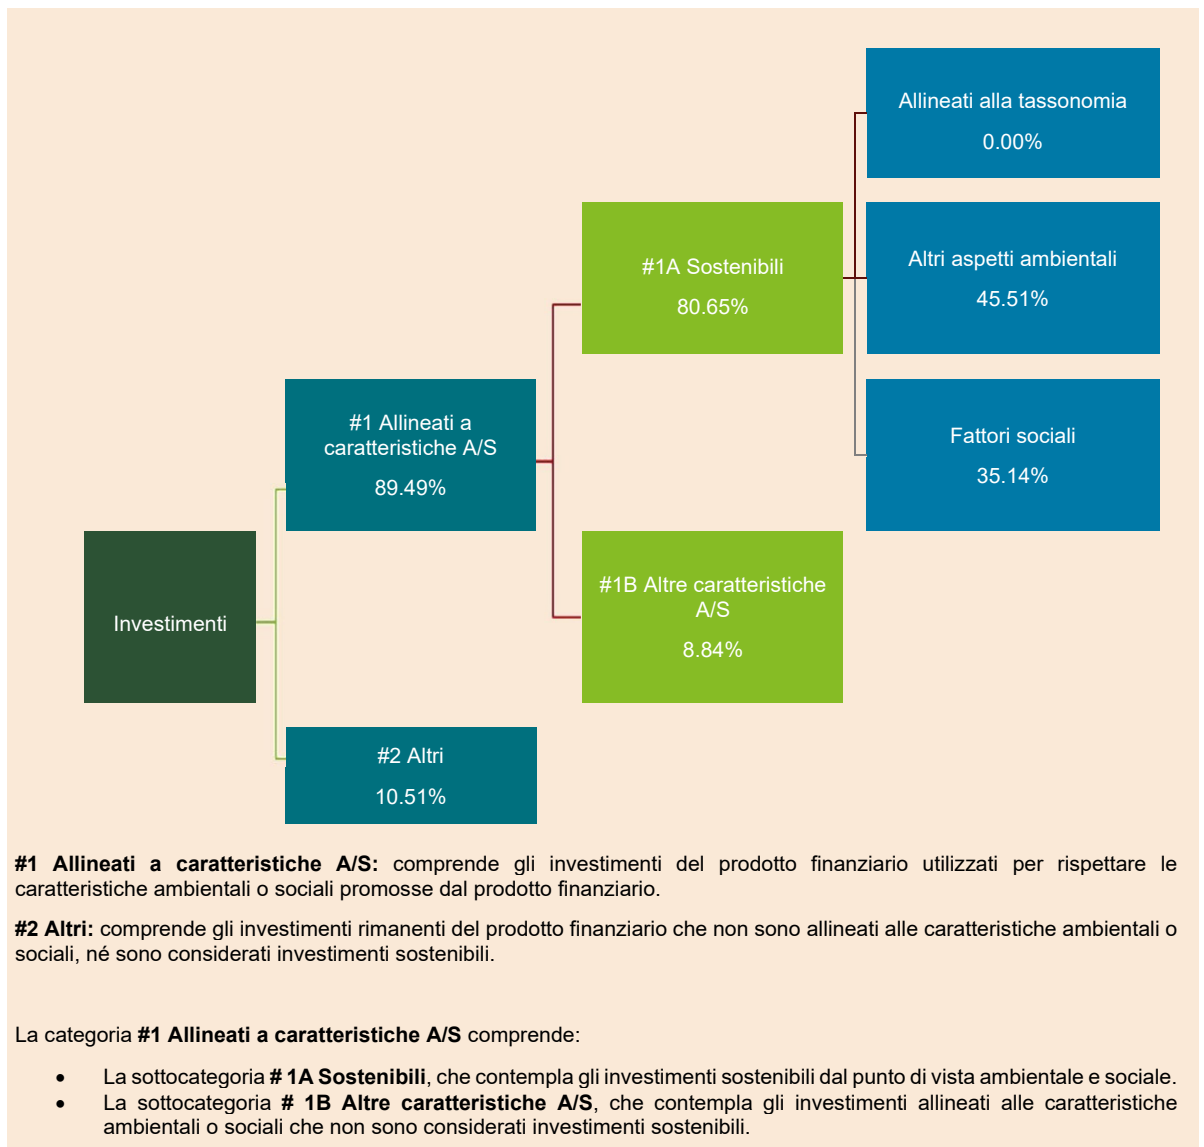 Allineati alla tassonomia
0.00%
#1A Sostenibili
80.65%
Altri aspetti ambientali
45.51%
#1 Allineati a
caratteristiche A/S
89.49%
Fattori sociali
35.14%
Investimenti
#1B Altre caratteristiche
A/S
8.84%
#2 Altri
10.51%
#1 Allineati a caratteristiche A/S: comprende gli investimenti del prodotto finanziario utilizzati per rispettare le
caratteristiche ambientali o sociali promosse dal prodotto finanziario.
#2 Altri: comprende gli investimenti rimanenti del prodotto finanziario che non sono allineati alle caratteristiche ambientali o
sociali, né sono considerati investimenti sostenibili.
La categoria #1 Allineati a caratteristiche A/S comprende:
• La sottocategoria # 1A Sostenibili, che contempla gli investimenti sostenibili dal punto di vista ambientale e sociale.
• La sottocategoria # 1B Altre caratteristiche A/S, che contempla gli investimenti allineati alle caratteristiche
ambientali o sociali che non sono considerati investimenti sostenibili.